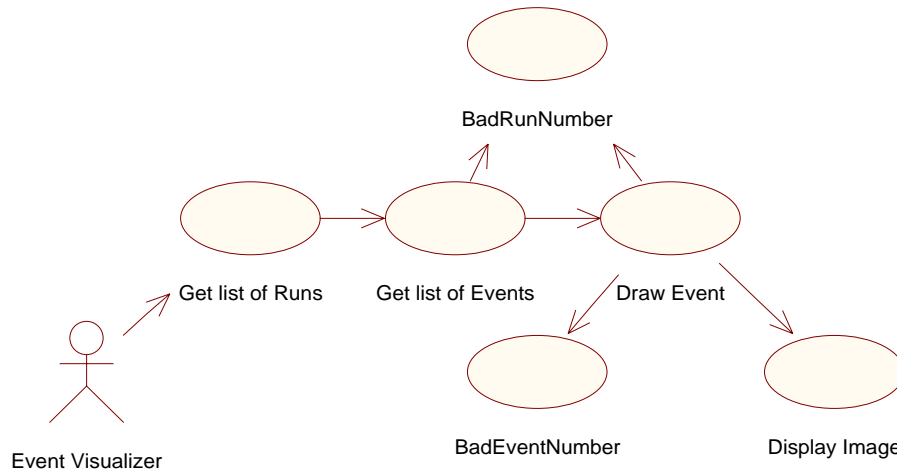 BadRunNumber
Get list of Runs
Get list of Events
Draw Event
BadEventNumber
Display Image
Event Visualizer